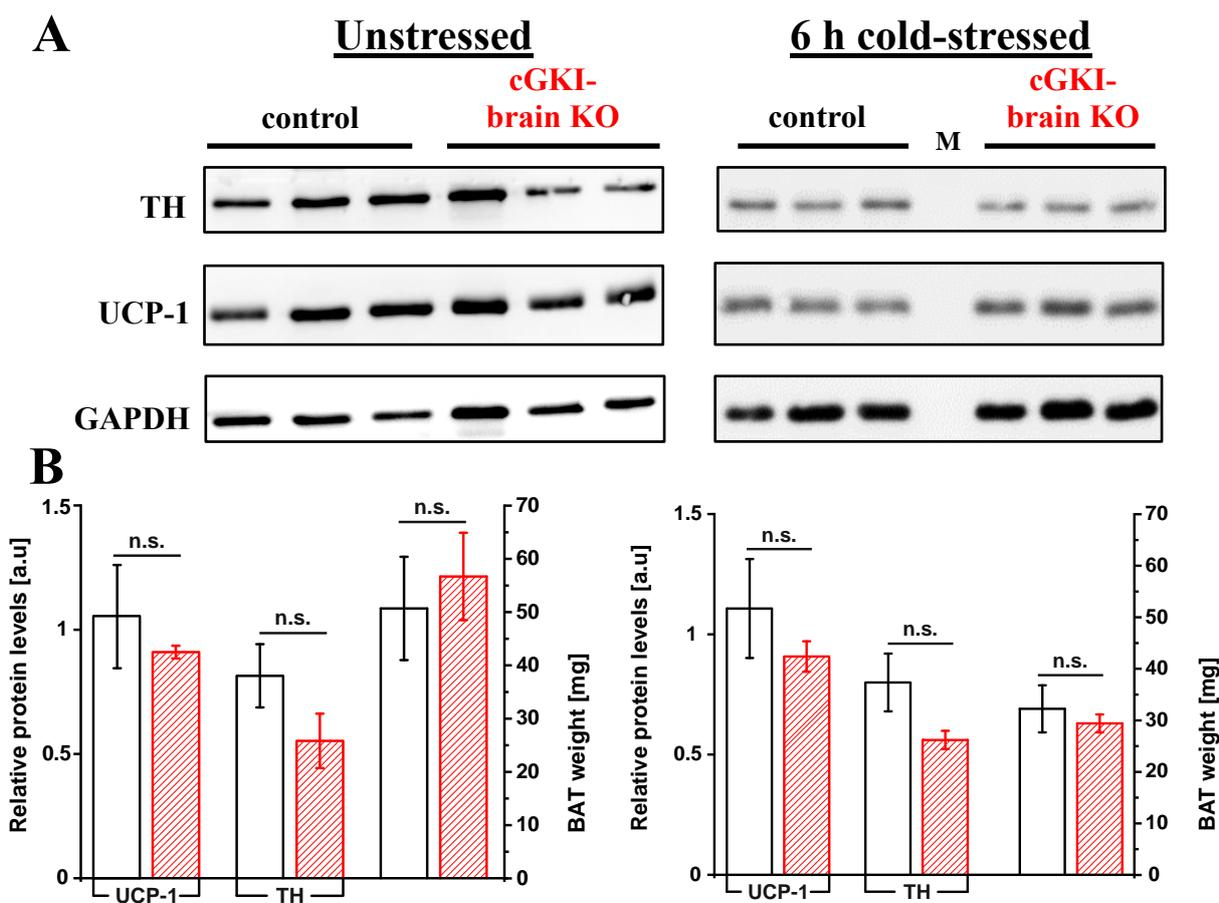 A
Unstressed
6 h cold-stressed
control
cGKI-
brain KO
control
M
cGKI-
brain KO
TH
UCP-1
GAPDH
B
Relative protein levels [a.u]
1.5
1
0.5
0
n.s.
n.s.
n.s.
UCP-1
TH
70
60
50
40
30
20
10
0
BAT weight [mg]
Relative protein levels [a.u]
1.5
1
0.5
0
n.s.
n.s.
n.s.
UCP-1
TH
70
60
50
40
30
20
10
0
BAT weight [mg]